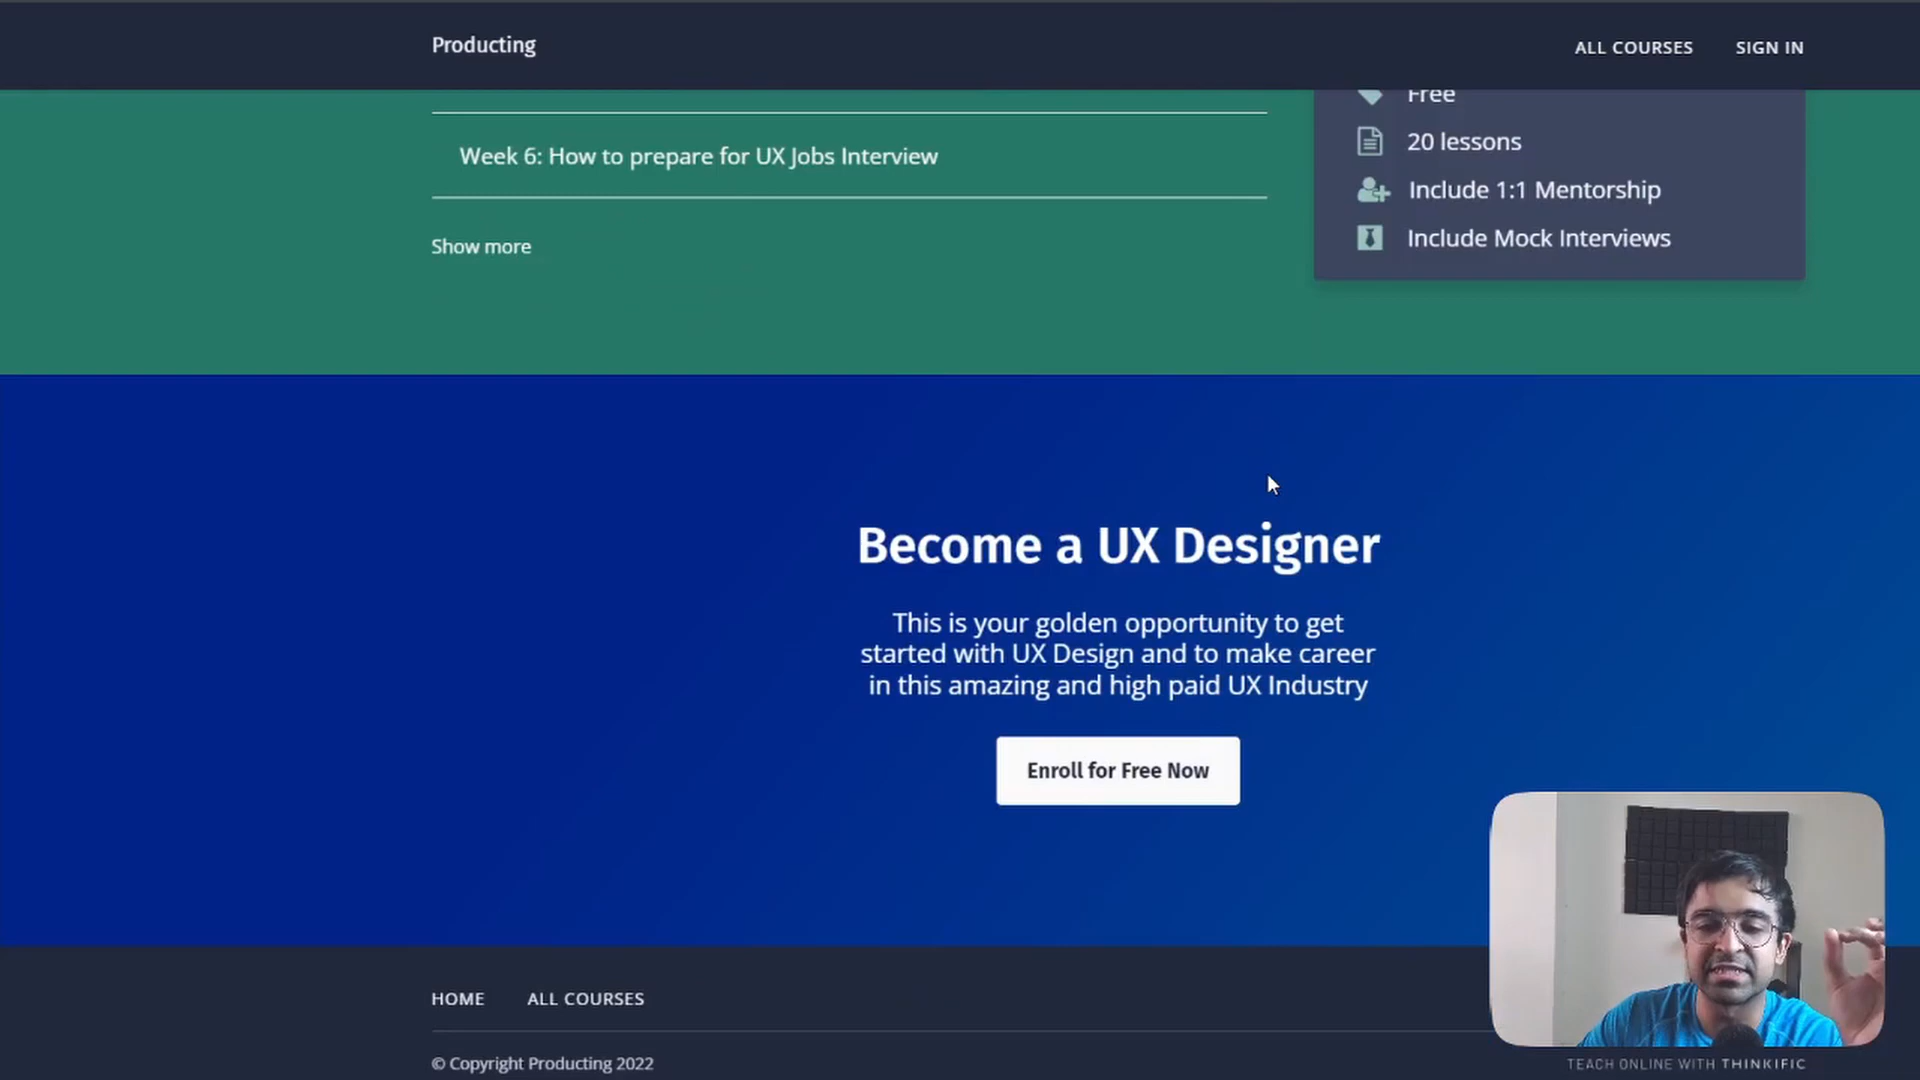 Producting
ALL COURSES
SIGN IN
Week 6: How to prepare for UX Jobs Interview
Show more
Free
20 lessons
Include 1:1 Mentorship
Include Mock Interviews
Become a UX Designer
This is your golden opportunity to get
started with UX Design and to make career
in this amazing and high paid UX Industry
Enroll for Free Now
HOME
ALL COURSES
© Copyright Producting 2022
TEACH ONLINE WITH THINKIFIC